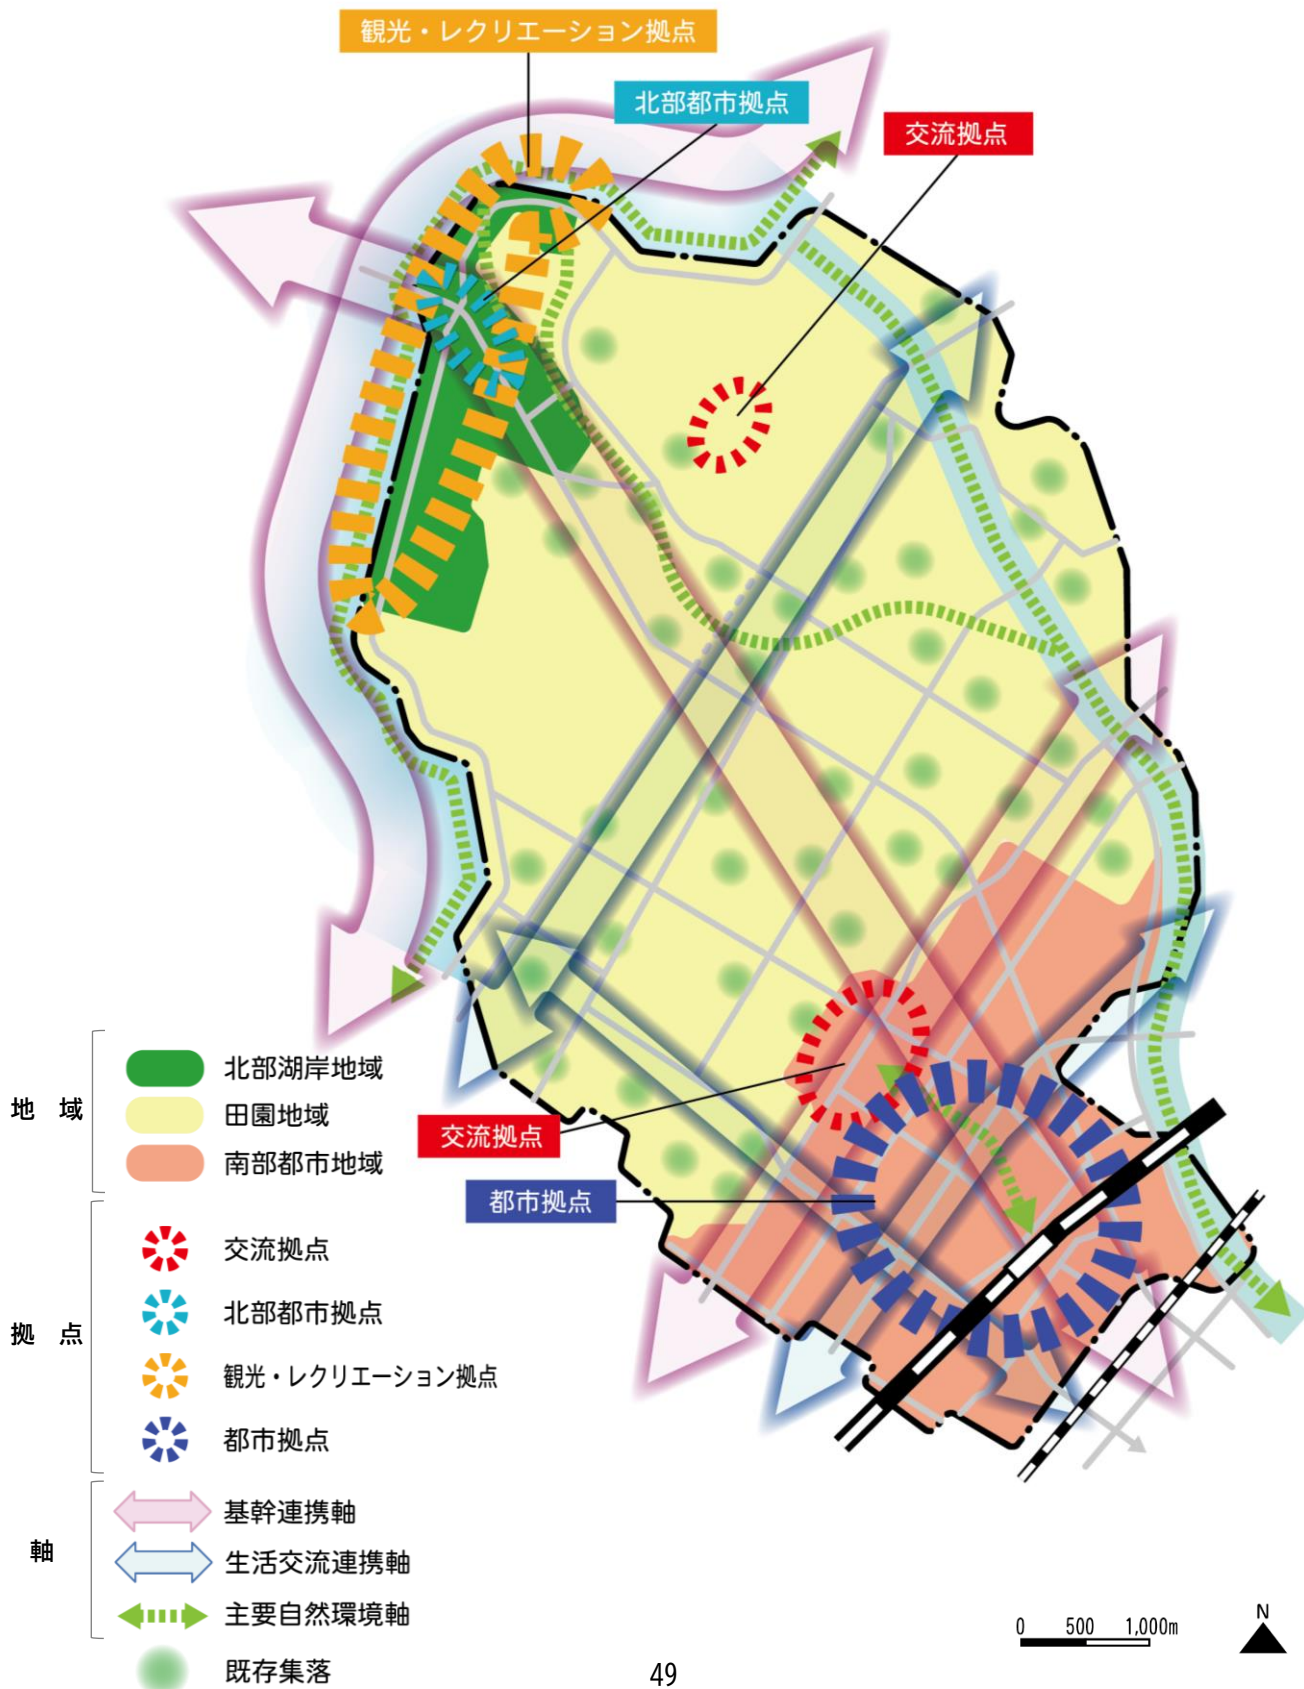 観光・レクリエーション拠点
北部都市拠点
交流拠点
交流拠点
都市拠点
地 域
北部湖岸地域
田園地域
南部都市地域
拠 点
交流拠点
北部都市拠点
観光・レクリエーション拠点
都市拠点
軸
基幹連携軸
生活交流連携軸
主要自然環境軸
既存集落
0 500 1,000m
N
49